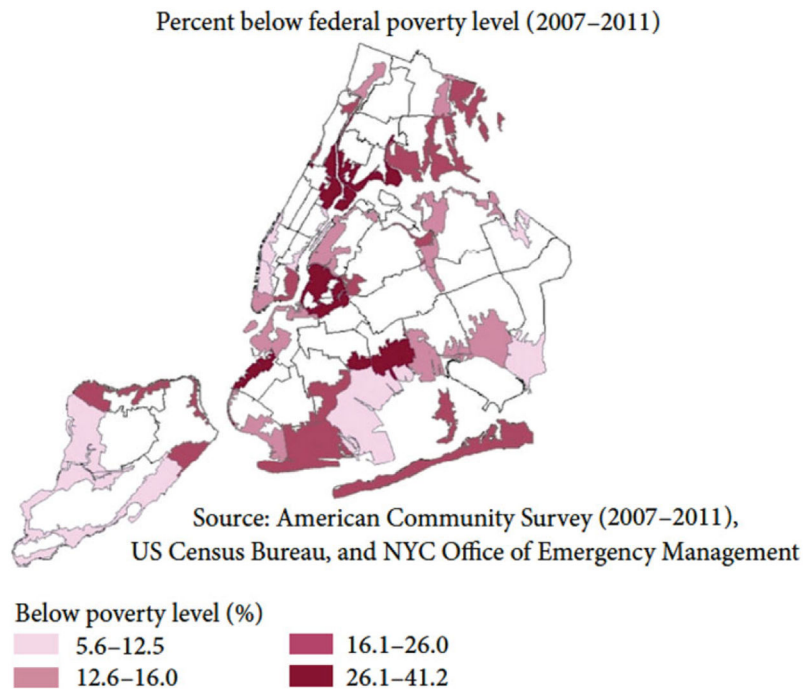 Percent below federal poverty level (2007–2011)
Source: American Community Survey (2007–2011),
US Census Bureau, and NYC Office of Emergency Management
Below poverty level (%)
5.6–12.5
12.6–16.0
16.1–26.0
26.1–41.2